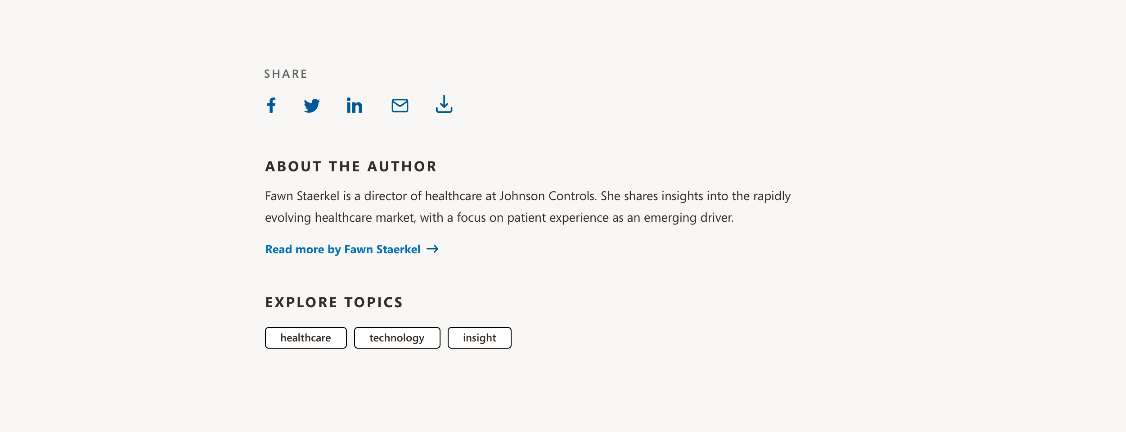 SHARE
ABOUT THE AUTHOR
Fawn Staerkel is a director of healthcare at Johnson Controls. She shares insights into the rapidly
evolving healthcare market, with a focus on patient experience as an emerging driver.
Read more by Fawn Staerkel →
EXPLORE TOPICS
healthcare technology insight